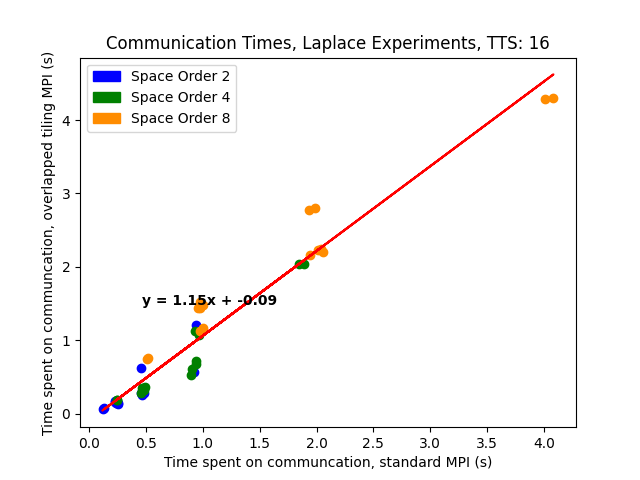 Communication Times, Laplace Experiments, TTS: 16
Time spent on communcation, overlapped tiling MPI (s)
Space Order 2
Space Order 4
Space Order 8
4
3
2
1
0
y = 1.15x + -0.09
0.0 0.5 1.0 1.5 2.0 2.5 3.0 3.5 4.0
Time spent on communcation, standard MPI (s)